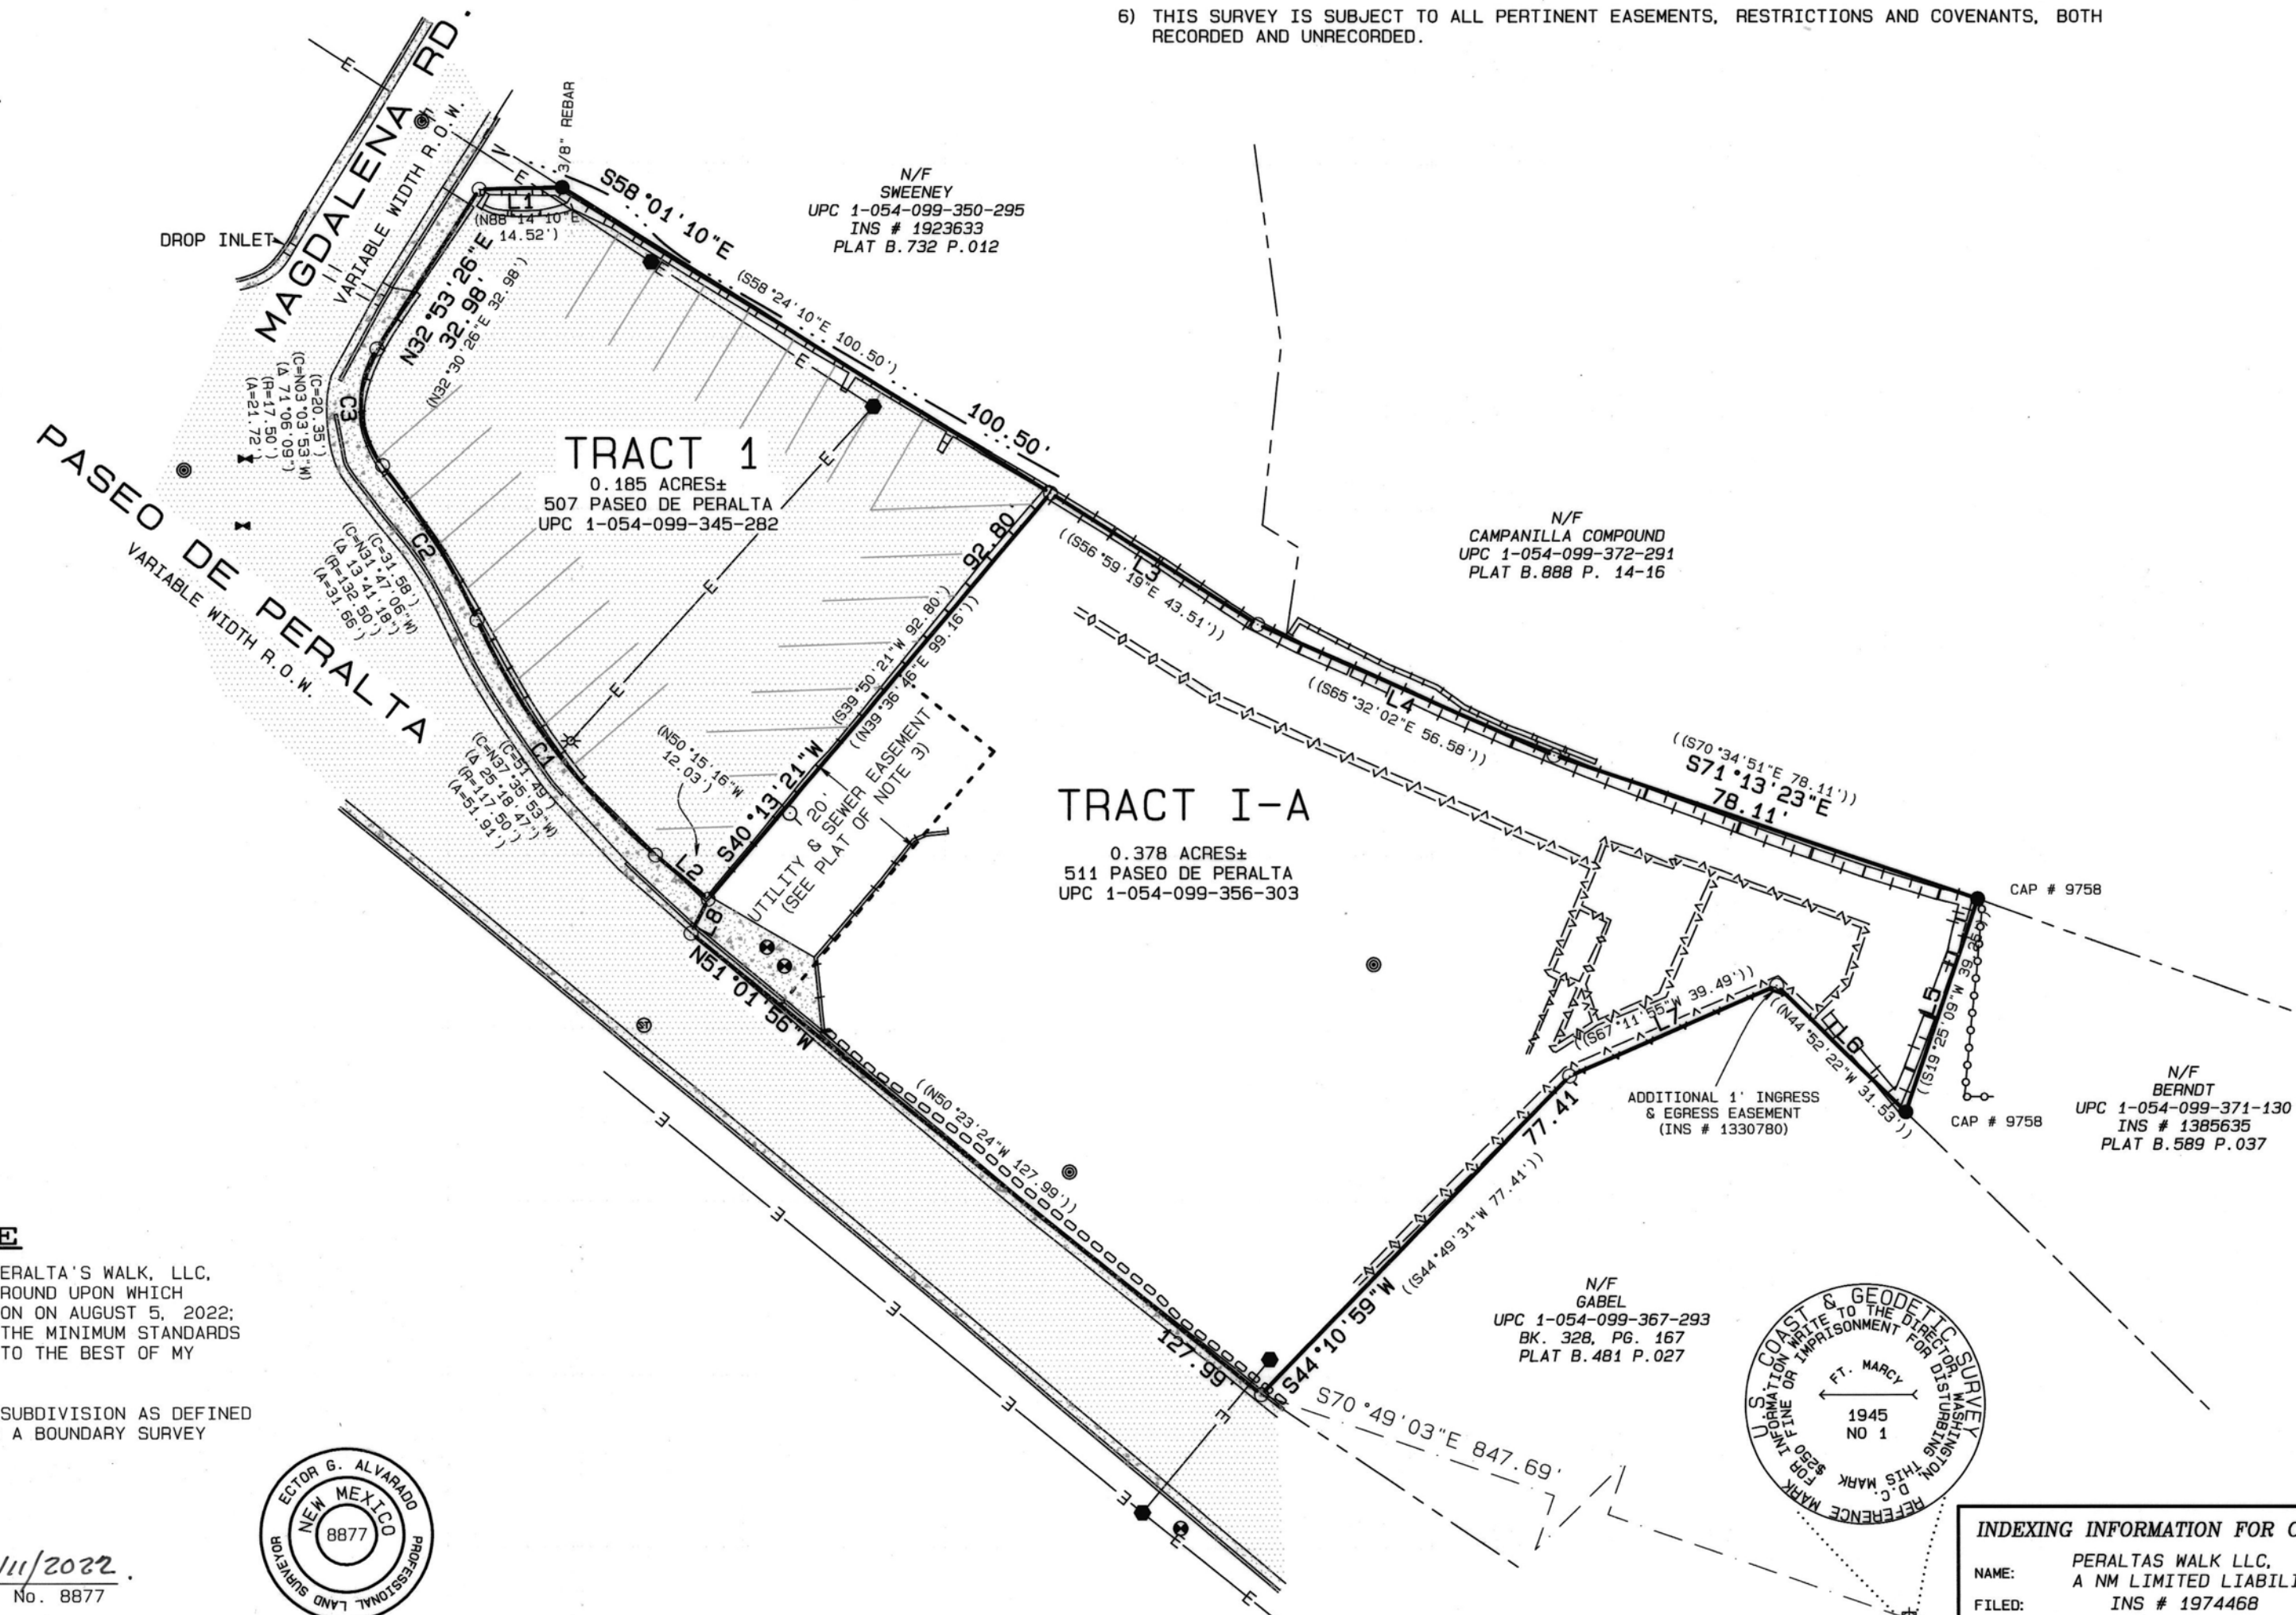 6) THIS SURVEY IS SUBJECT TO ALL PERTINENT EASEMENTS, RESTRICTIONS AND COVENANTS, BOTH
RECORDED AND UNRECORDED.
MAGDALENA RD.
VARIABLE WIDTH R.O.W.
DROP INLET
3/8" REBAR
L1
(N88°14'10"E
14.52')
S58°01'10"E
100.50'
(S58°24'10"E 100.50')
N/F
SWEENEY
UPC 1-054-099-350-295
INS # 1923633
PLAT B.732 P.012
N32°53'26"E
32.98'
(N32°30'26"E 32.98')
C3
(C=20.35')
(C=N03°03'53"W)
(Δ 71°06'09")
(R=17.50')
(A=21.72')
PASEO DE PERALTA
VARIABLE WIDTH R.O.W.
TRACT 1
0.185 ACRES±
507 PASEO DE PERALTA
UPC 1-054-099-345-282
C2
(C=31.58')
(C=N31°47'06"W)
(Δ 13°41'18")
(R=132.50')
(A=31.66')
C1
(C=51.49')
(C=N37°35'53"W)
(Δ 25°18'47")
(R=117.50')
(A=51.91')
(N50°15'16"W
12.03')
L2
L8
S40°13'21"W
92.80'
(S39°50'21"W 92.80')
((N39°36'46"E 99.16'))
20'
UTILITY & SEWER EASEMENT
(SEE PLAT OF NOTE 3)
N/F
CAMPANILLA COMPOUND
UPC 1-054-099-372-291
PLAT B.888 P. 14-16
L3
((S56°59'19"E 43.51'))
L4
((S65°32'02"E 56.58'))
((S70°34'51"E 78.11'))
S71°13'23"E
78.11'
TRACT I-A
0.378 ACRES±
511 PASEO DE PERALTA
UPC 1-054-099-356-303
CAP # 9758
L5
((S19°25'09"W 39.26'))
CAP # 9758
L6
((N44°52'22"W 31.53'))
L7
((S67°11'55"W 39.49'))
ADDITIONAL 1' INGRESS
& EGRESS EASEMENT
(INS # 1330780)
N/F
BERNDT
UPC 1-054-099-371-130
INS # 1385635
PLAT B.589 P.037
N51°01'56"W
127.99'
((N50°23'24"W 127.99'))
S44°10'59"W
77.41'
((S44°49'31"W 77.41'))
N/F
GABEL
UPC 1-054-099-367-293
BK. 328, PG. 167
PLAT B.481 P.027
S70°49'03"E 847.69'
ST
E
ERALTA'S WALK, LLC,
ROUND UPON WHICH
ON ON AUGUST 5, 2022;
THE MINIMUM STANDARDS
TO THE BEST OF MY
SUBDIVISION AS DEFINED
A BOUNDARY SURVEY
/11/2022.
No. 8877
ECTOR G. ALVARADO
PROFESSIONAL LAND SURVEYOR
NEW MEXICO
8877
U.S. COAST & GEODETIC SURVEY
REFERENCE MARK
FOR INFORMATION WRITE TO THE DIRECTOR, WASHINGTON, D.C.
$250 FINE OR IMPRISONMENT FOR DISTURBING THIS MARK
FT. MARCY
1945
NO 1
INDEXING INFORMATION FOR
NAME: PERALTAS WALK LLC,
A NM LIMITED
FILED: INS # 1974468